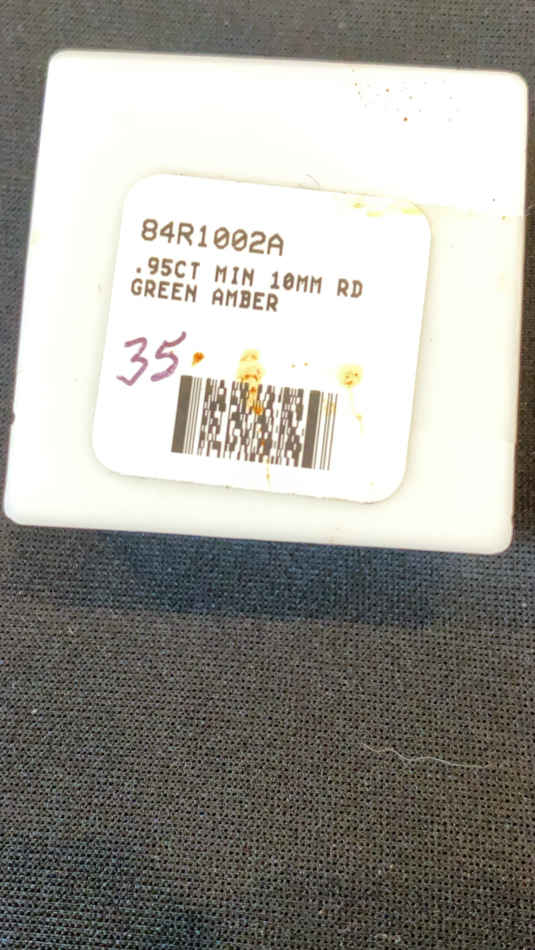 84R1002A
.95CT MIN 10MM RD
GREEN AMBER
35.